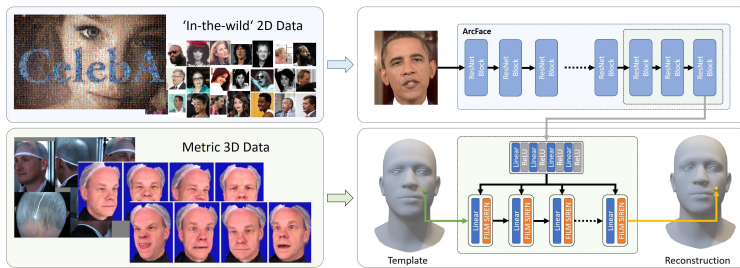 'In-the-wild' 2D Data
CelebA
ArcFace
ResNet
Block
ResNet
Block
ResNet
Block
ResNet
Block
ResNet
Block
ResNet
Block
ResNet
Block
Metric 3D Data
Linear
ReLU
Linear
ReLU
Linear
ReLU
Linear
FiLM SIREN
Linear
FiLM SIREN
Linear
FiLM SIREN
Linear
FiLM SIREN
Template
Reconstruction